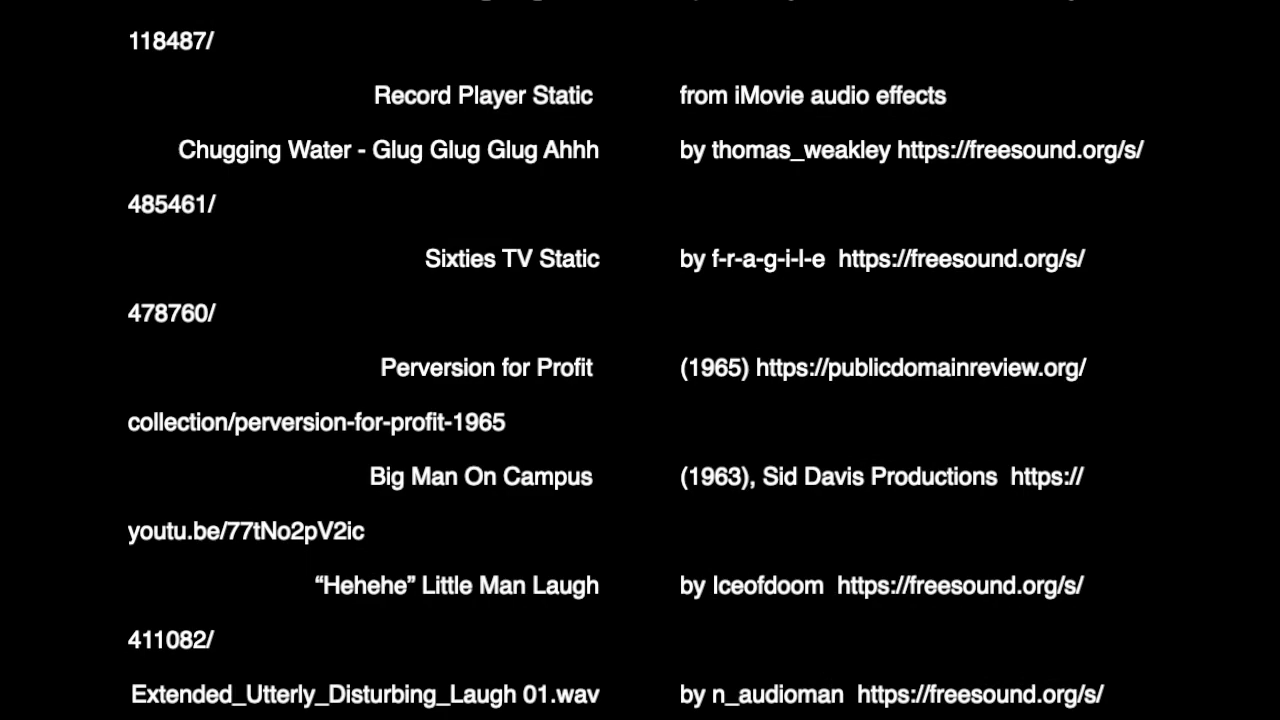 118487/
Record Player Static from iMovie audio effects
Chugging Water - Glug Glug Glug Ahhh by thomas_weakley https://freesound.org/s/
485461/
Sixties TV Static by f-r-a-g-i-l-e https://freesound.org/s/
478760/
Perversion for Profit (1965) https://publicdomainreview.org/
collection/perversion-for-profit-1965
Big Man On Campus (1963), Sid Davis Productions https://
youtu.be/77tNo2pV2ic
“Hehehe” Little Man Laugh by Iceofdoom https://freesound.org/s/
411082/
Extended_Utterly_Disturbing_Laugh 01.wav by n_audioman https://freesound.org/s/